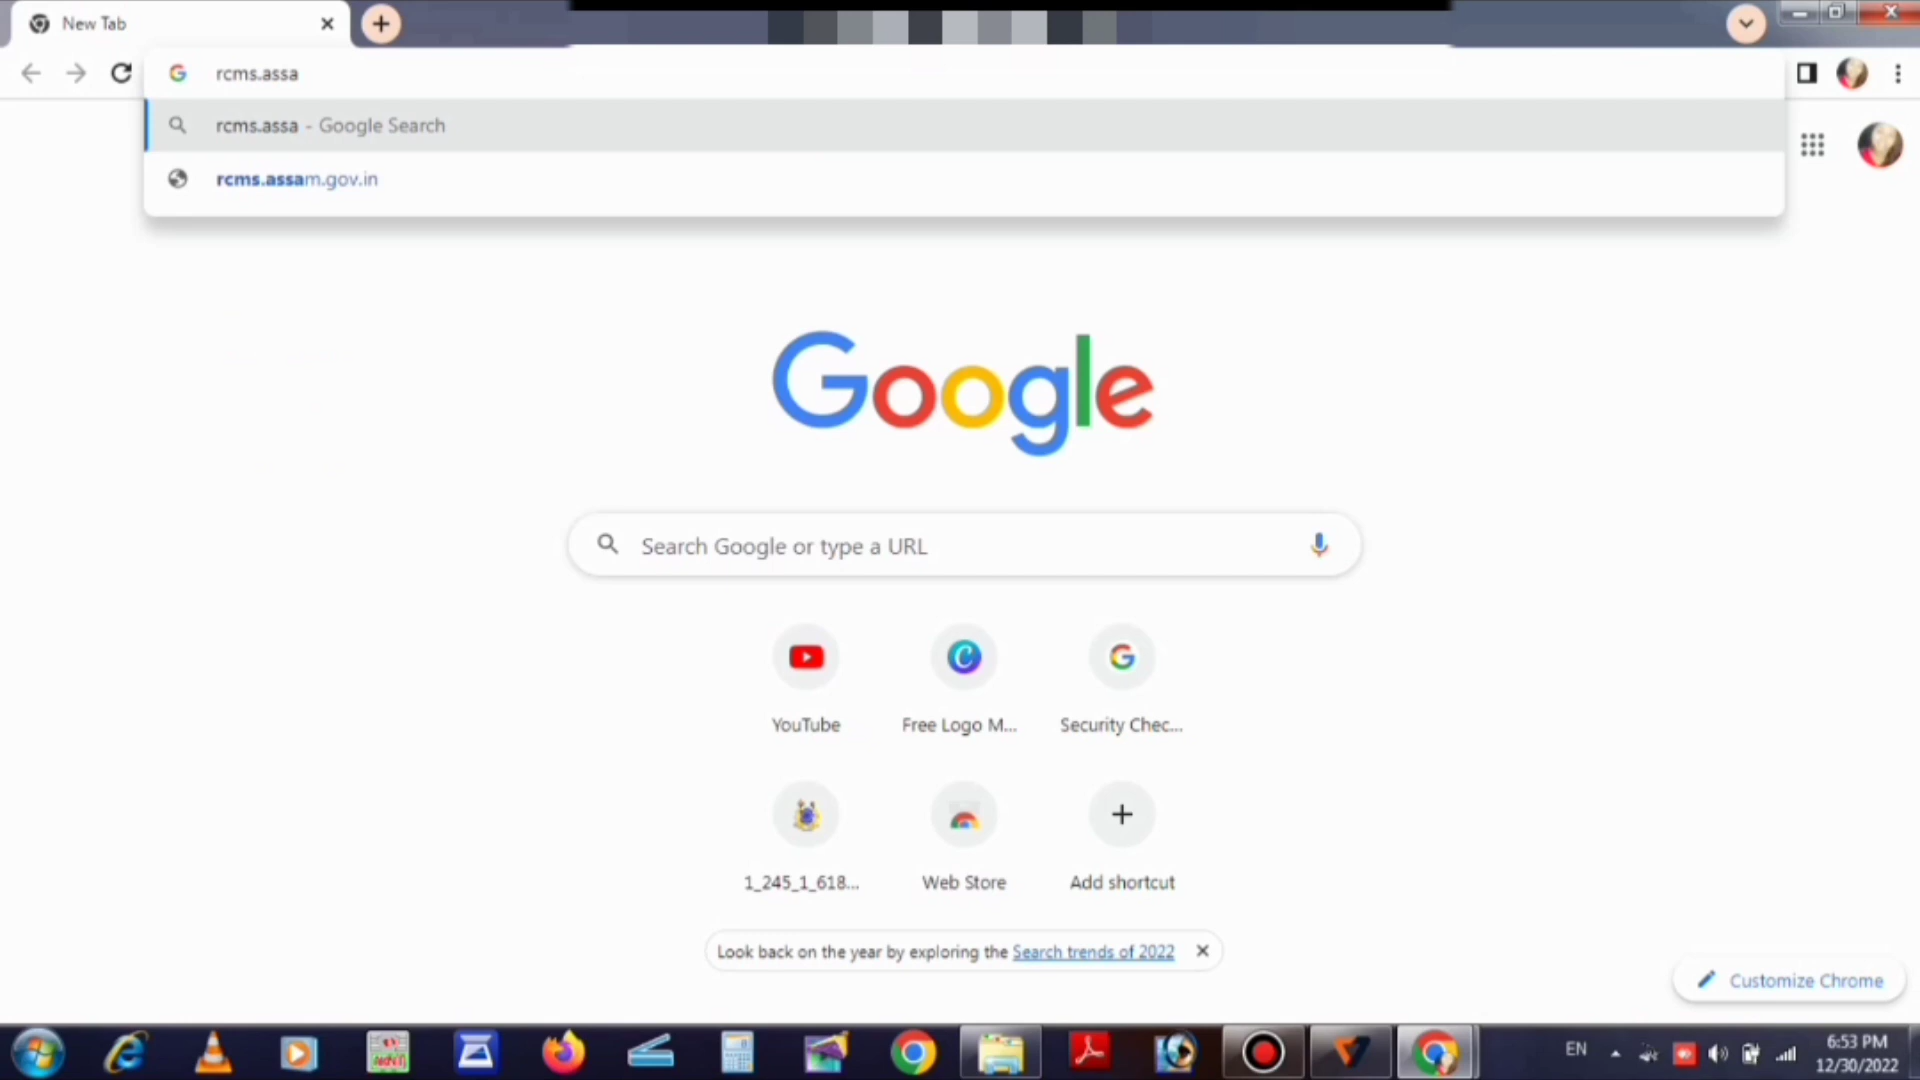 New Tab
rcms.assa
rcms.assa - Google Search
rcms.assam.gov.in
Google
Search Google or type a URL
YouTube
Free Logo M...
Security Chec...
1_245_1_618...
Web Store
Add shortcut
Look back on the year by exploring the Search trends of 2022
Customize Chrome
EN
6:53 PM
12/30/2022